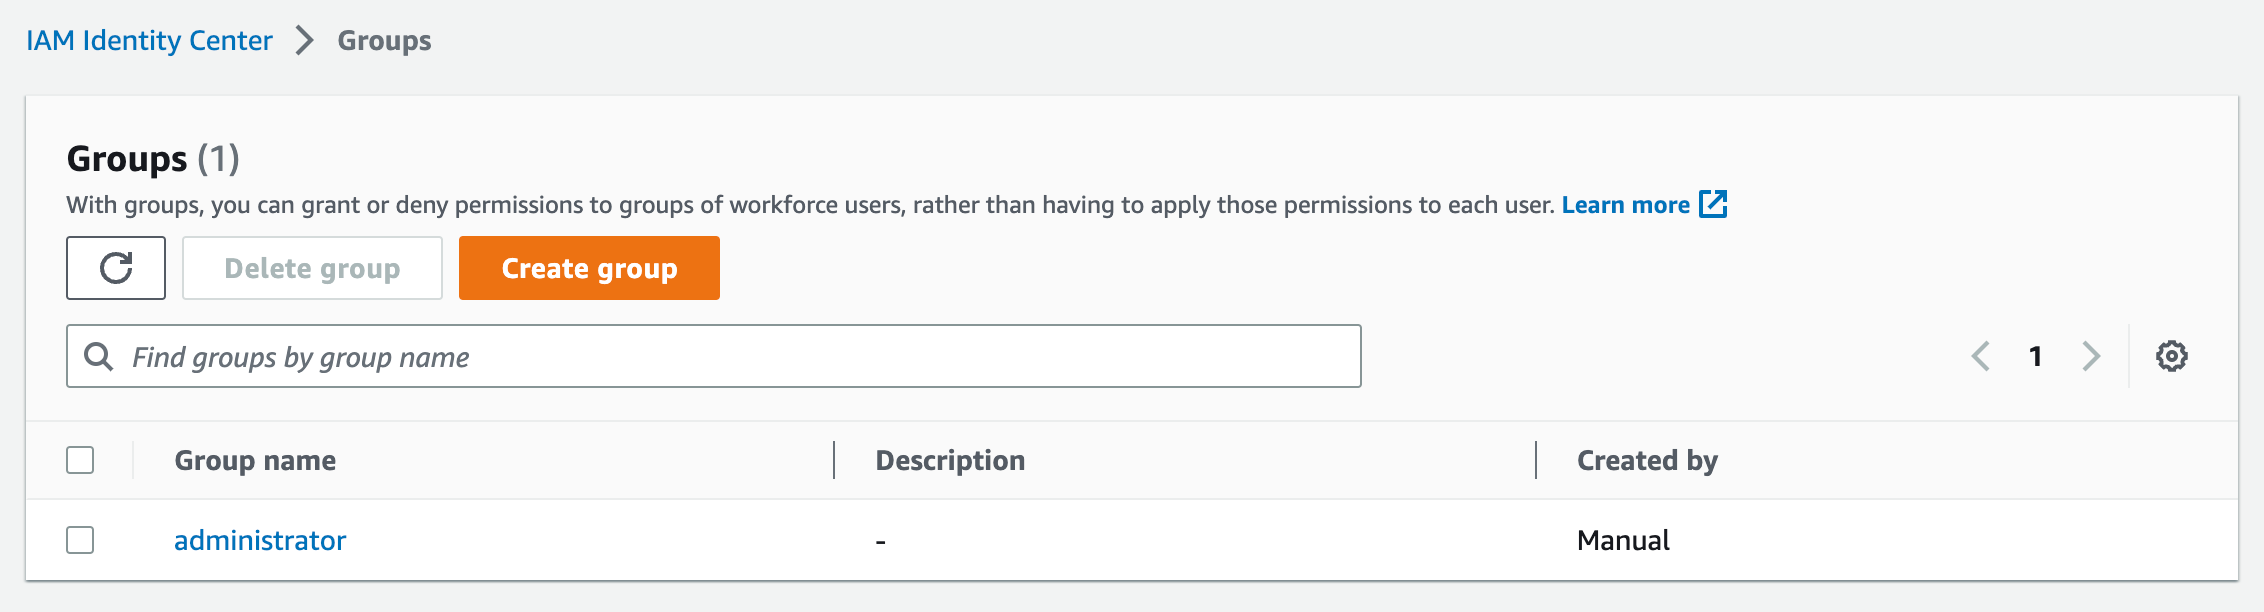 IAM Identity Center > Groups
Groups (1)
With groups, you can grant or deny permissions to groups of workforce users, rather than having to apply those permissions to each user. Learn more
Delete group Create group
Find groups by group name 1
Group name Description Created by
administrator - Manual